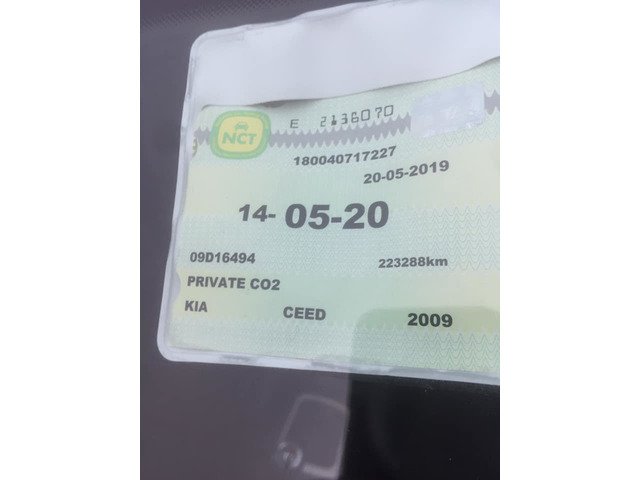 E 2136070
NCT
180040717227
20-05-2019
14-05-20
09D16494 223288km
PRIVATE CO2
KIA CEED 2009